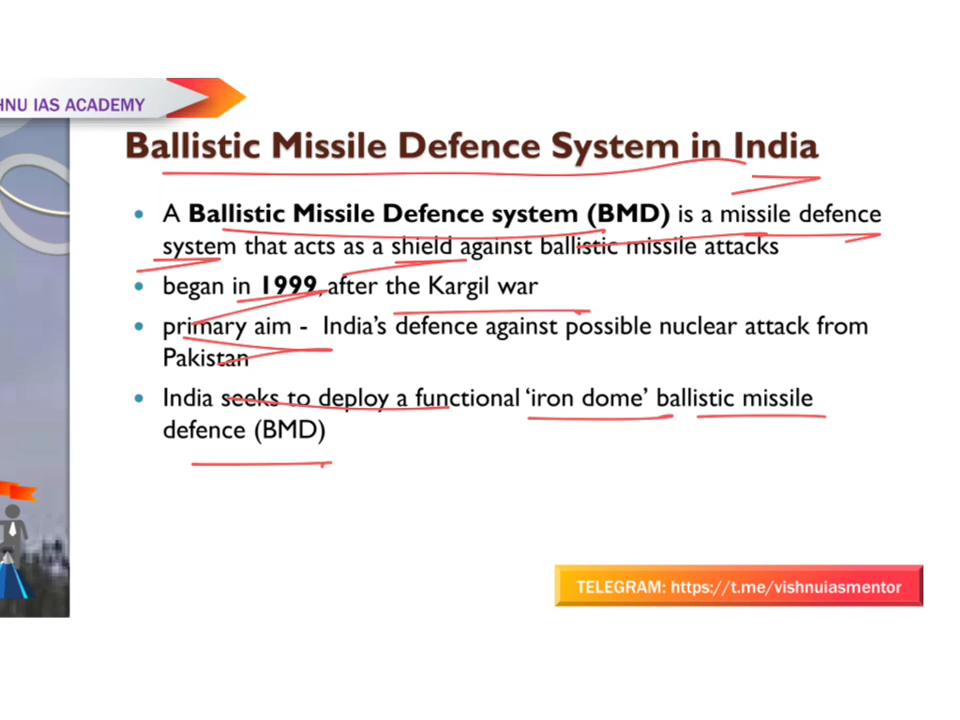 HNU IAS ACADEMY
Ballistic Missile Defence System in India
• A Ballistic Missile Defence system (BMD) is a missile defence
system that acts as a shield against ballistic missile attacks
• began in 1999, after the Kargil war
• primary aim - India's defence against possible nuclear attack from
Pakistan
• India seeks to deploy a functional ‘iron dome’ ballistic missile
defence (BMD)
TELEGRAM: https://t.me/vishnuiasmentor